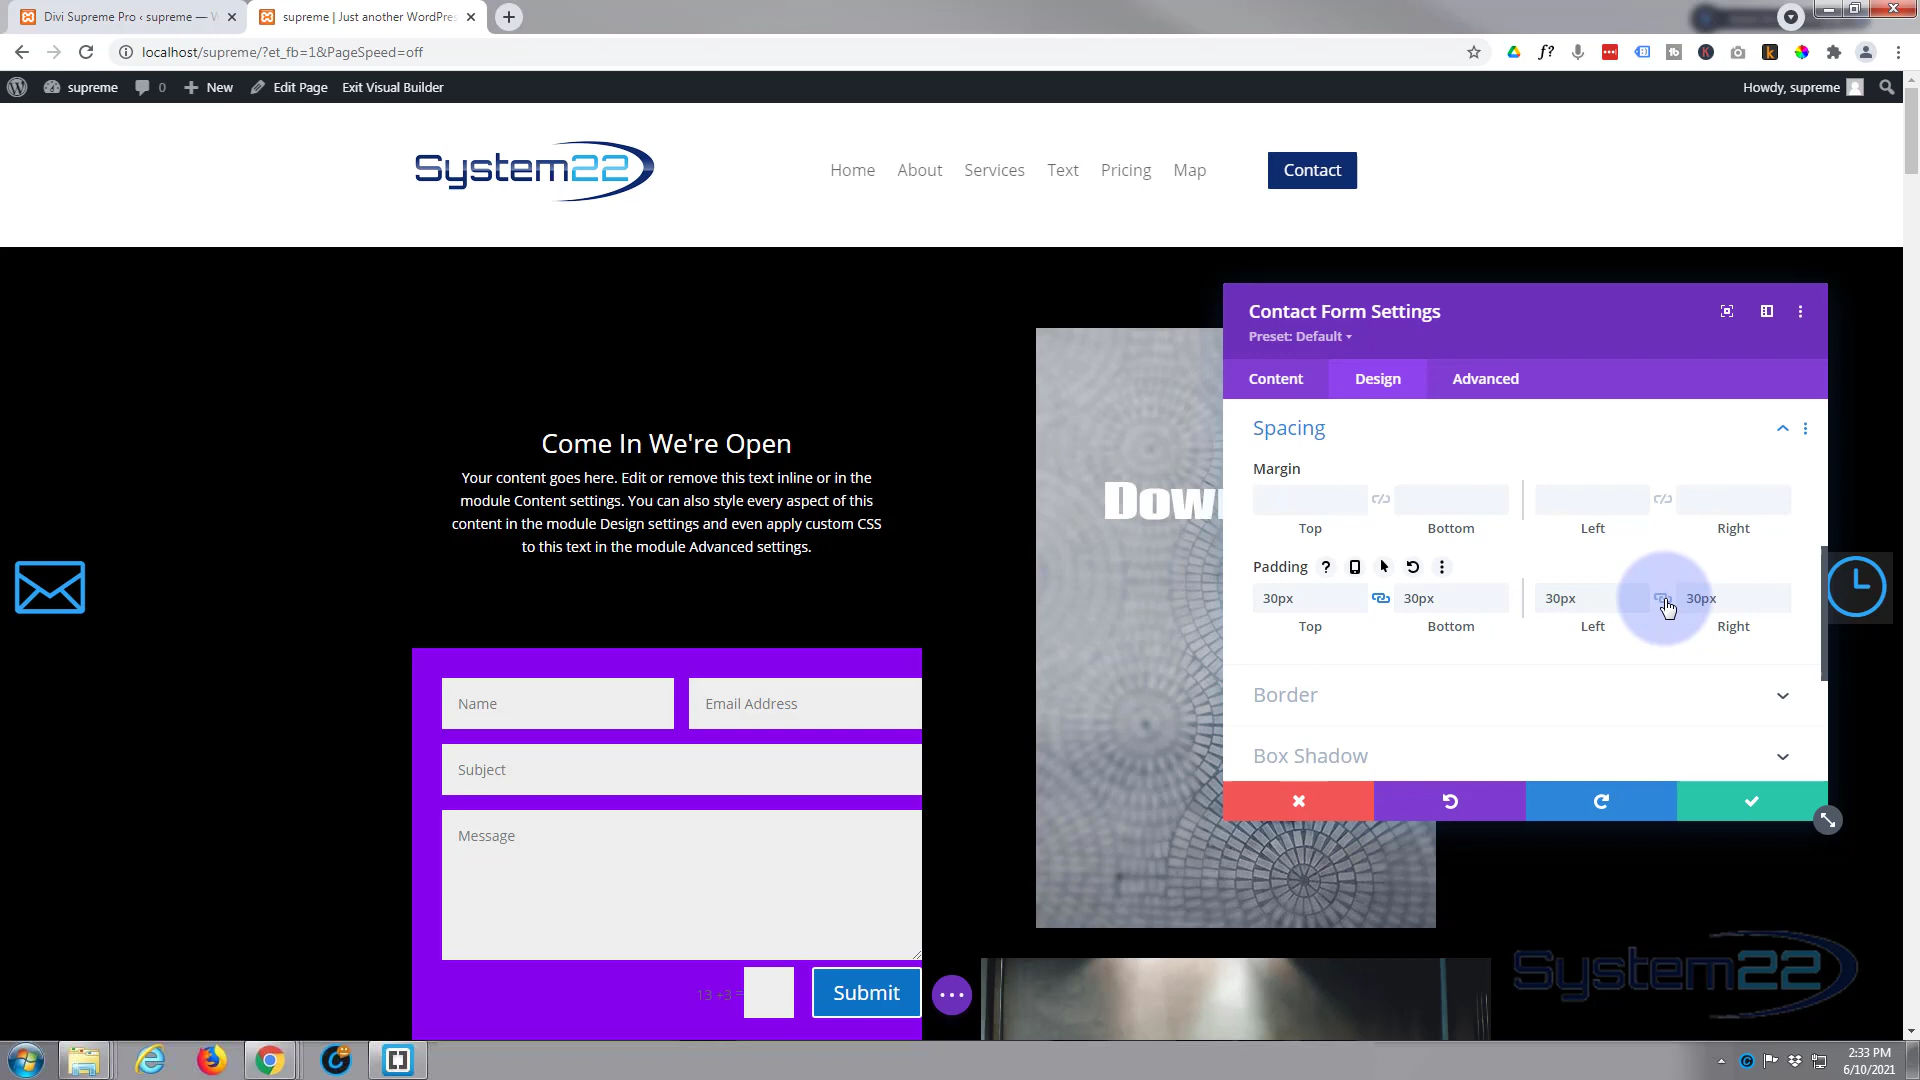 Divi Supreme Pro ‹ supreme — W
supreme | Just another WordPres
localhost/supreme/?et_fb=1&PageSpeed=off
supreme 0 New Edit Page Exit Visual Builder Howdy, supreme
System22
Home About Services Text Pricing Map Contact
Contact Form Settings
Preset: Default
Content Design Advanced
Spacing
Margin
Top Bottom Left Right
Padding ?
30px 30px 30px 30px
Top Bottom Left Right
Border
Box Shadow
Come In We're Open
Your content goes here. Edit or remove this text inline or in the
module Content settings. You can also style every aspect of this
content in the module Design settings and even apply custom CSS
to this text in the module Advanced settings.
Down
Name Email Address
Subject
Message
13 +3 = Submit
System22
2:33 PM
6/10/2021